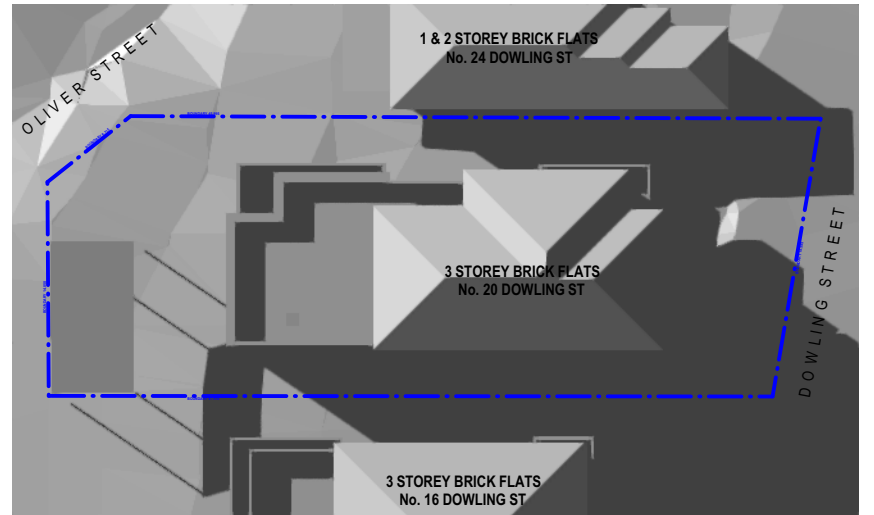 OLIVER STREET
1 & 2 STOREY BRICK FLATS
No. 24 DOWLING ST
3 STOREY BRICK FLATS
No. 20 DOWLING ST
DOWLING STREET
3 STOREY BRICK FLATS
No. 16 DOWLING ST